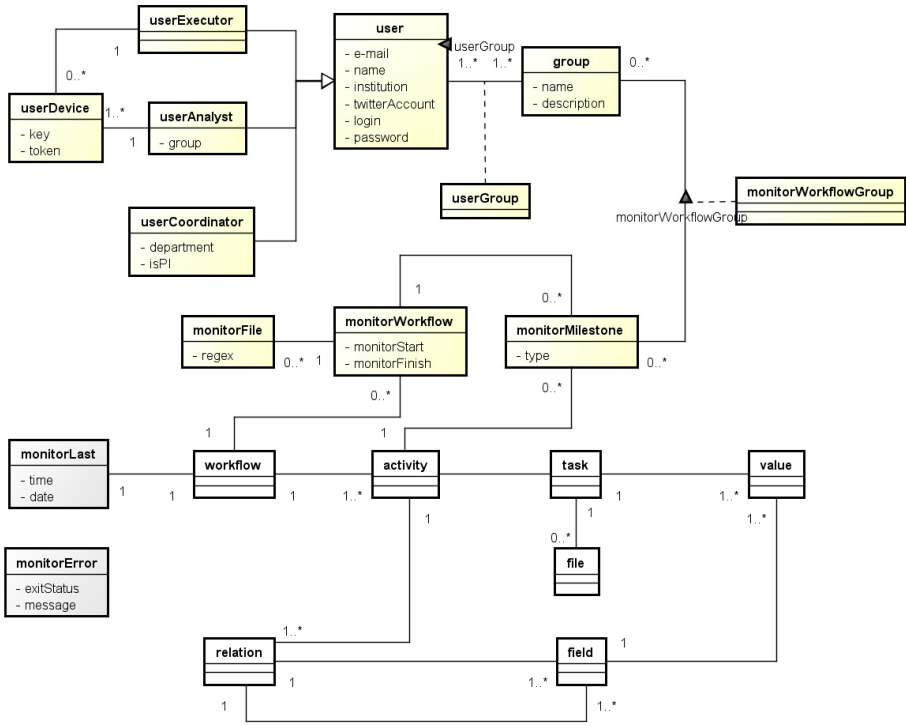 userExecutor
user
- e-mail
- name
- institution
- twitterAccount
- login
- password
userGroup
1..*
1..*
group
- name
- description
0..*
1
0..*
userDevice
- key
- token
1..*
1
userAnalyst
- group
userGroup
monitorWorkflowGroup
monitorWorkflowGroup
userCoordinator
- department
- isPI
1
0..*
monitorFile
- regex
0..*
1
monitorWorkflow
- monitorStart
- monitorFinish
monitorMilestone
- type
0..*
0..*
0..*
1
1
monitorLast
- time
- date
1
1
workflow
1
1..*
activity
task
1
1..*
value
1
1
1..*
0..*
file
monitorError
- exitStatus
- message
1..*
relation
1
1..*
field
1
1
1..*